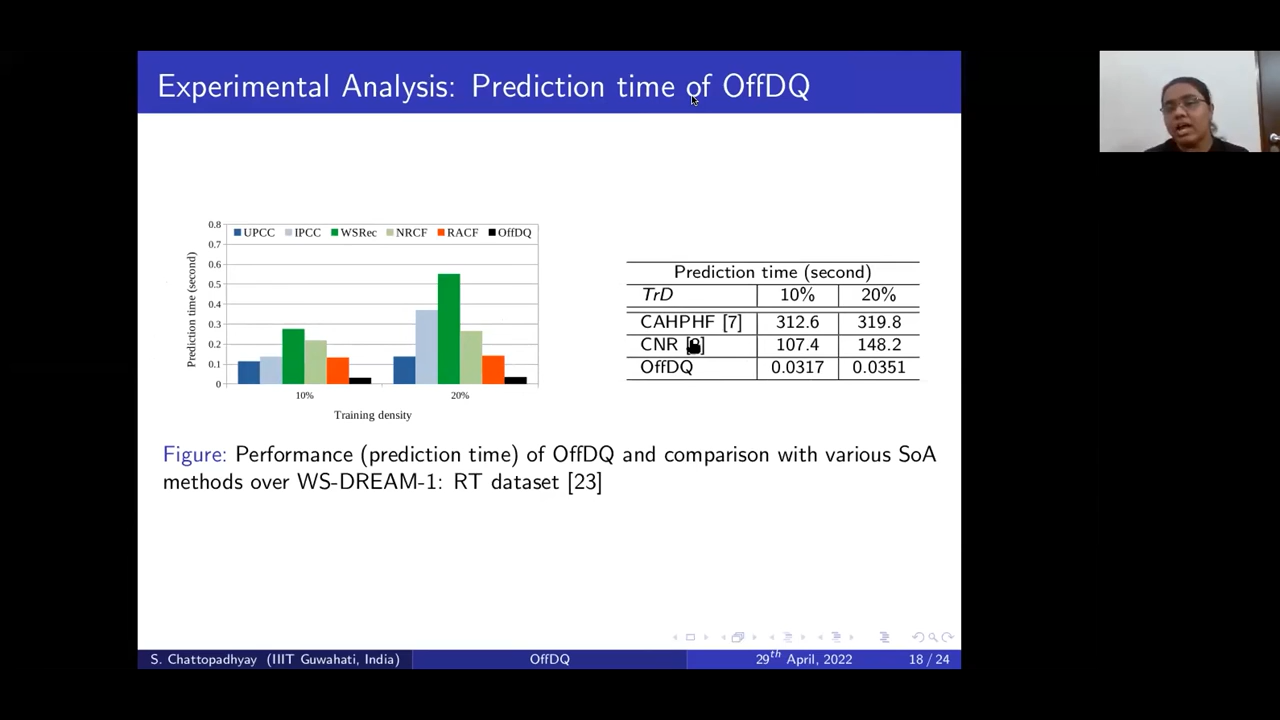 Experimental Analysis: Prediction time of OffDQ
0.8
0.7
0.6
0.5
0.4
0.3
0.2
0.1
0
Prediction time (second)
UPCC IPCC WSRec NRCF RACF OffDQ
10% 20%
Training density
Prediction time (second)
TrD 10% 20%
CAHPHF [7] 312.6 319.8
CNR 107.4 148.2
OffDQ 0.0317 0.0351
Figure: Performance (prediction time) of OffDQ and comparison with various SoA
methods over WS-DREAM-1: RT dataset [23]
S. Chattopadhyay (IIIT Guwahati, India) OffDQ 29th April, 2022 18 / 24